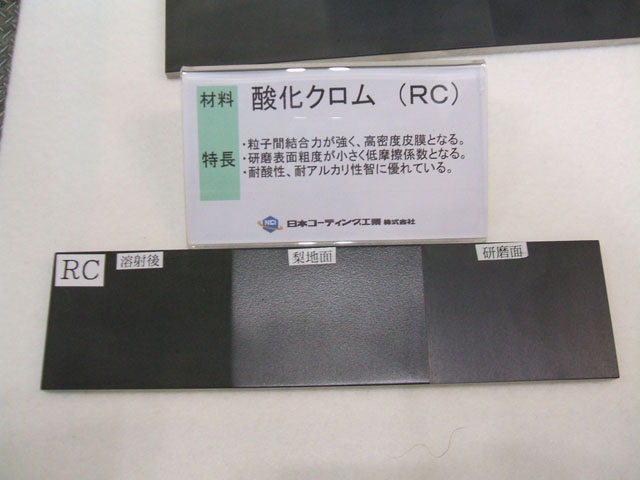 材料 酸化クロム (RC)
特長
・粒子間結合力が強く、高密度皮膜となる。
・研磨表面粗度が小さく低摩擦係数となる。
・耐酸性、耐アルカリ性智に優れている。
NCI 日本コーティング工業 株式会社
RC 溶射後 梨地面 研磨面